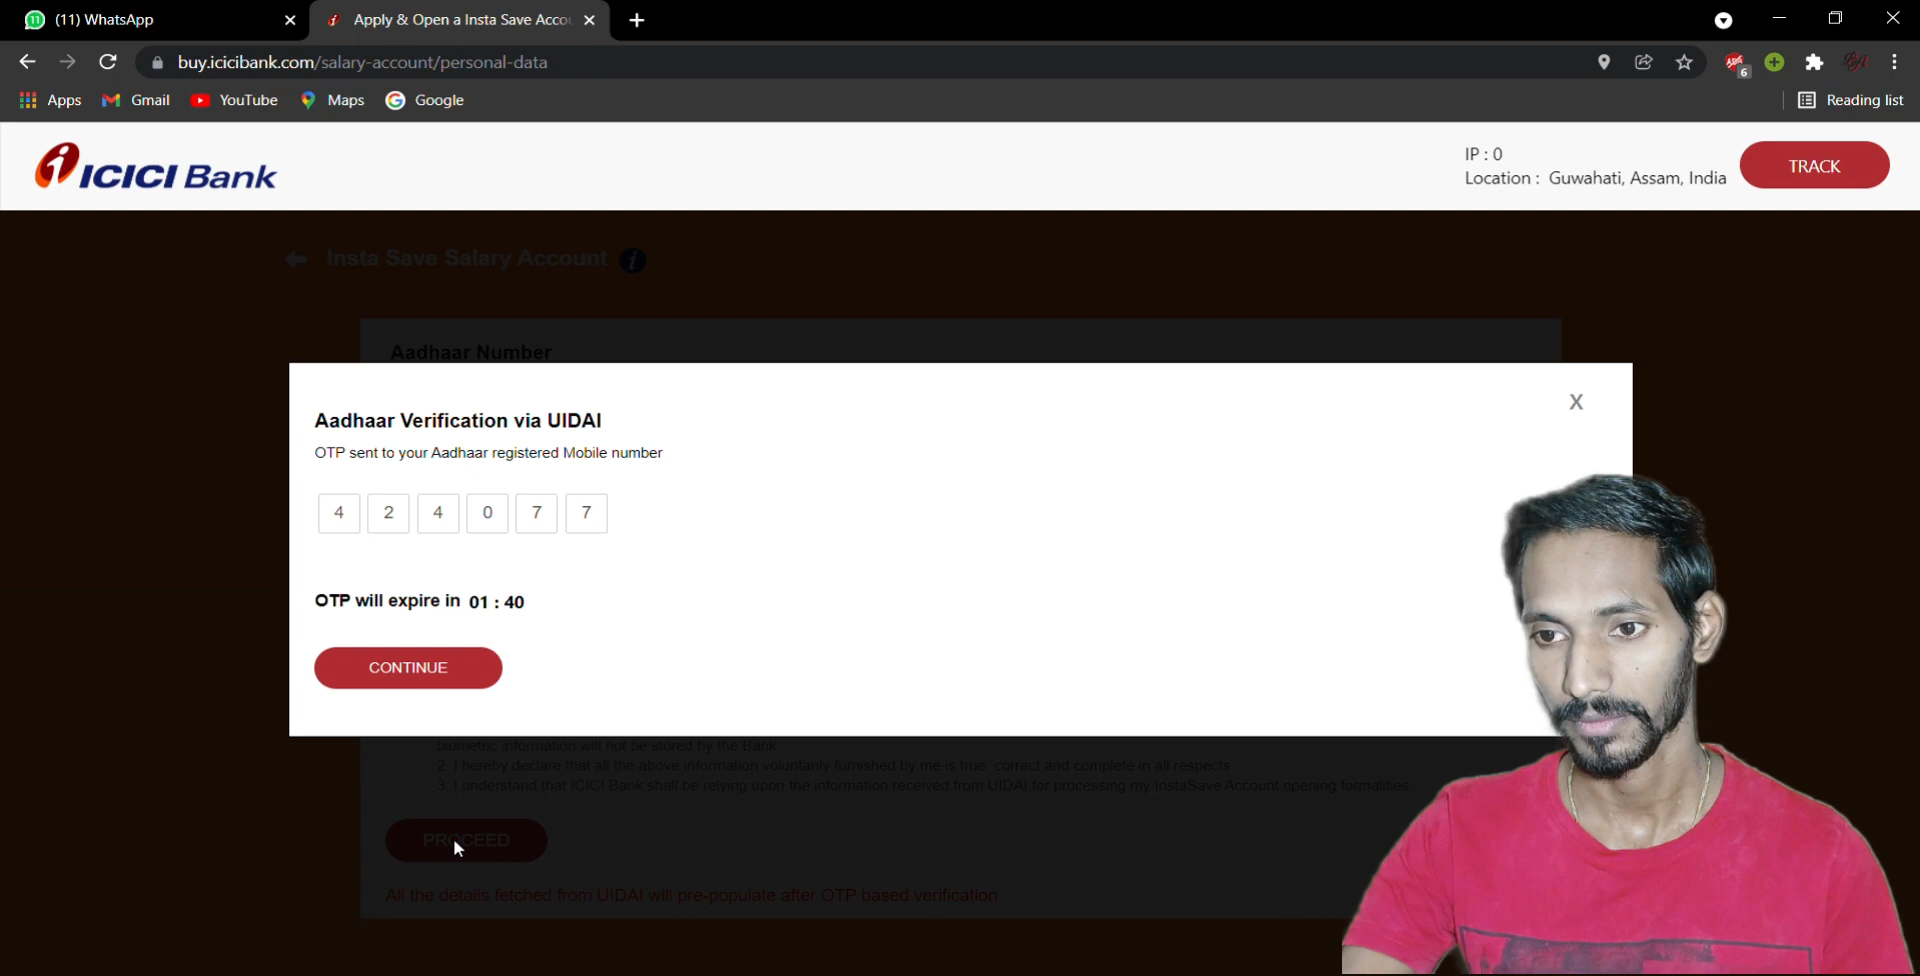 (11) WhatsApp
Apply & Open a Insta Save Accou
buy.icicibank.com/salary-account/personal-data
6
Apps
Gmail
YouTube
Maps
Google
Reading list
ICICI Bank
IP : 0
Location : Guwahati, Assam, India
TRACK
Insta Save Salary Account
Aadhaar Number
X
Aadhaar Verification via UIDAI
OTP sent to your Aadhaar registered Mobile number
4 2 4 0 7 7
OTP will expire in 01 : 40
CONTINUE
biometric information will not be stored by the Bank
2. I hereby declare that all the above information voluntarily furnished by me is true, correct and complete in all respects
3. I understand that ICICI Bank shall be relying upon the information received from UIDAI for processing my InstaSave Account opening formalities.
PROCEED
All the details fetched from UIDAI will pre-populate after OTP based verification